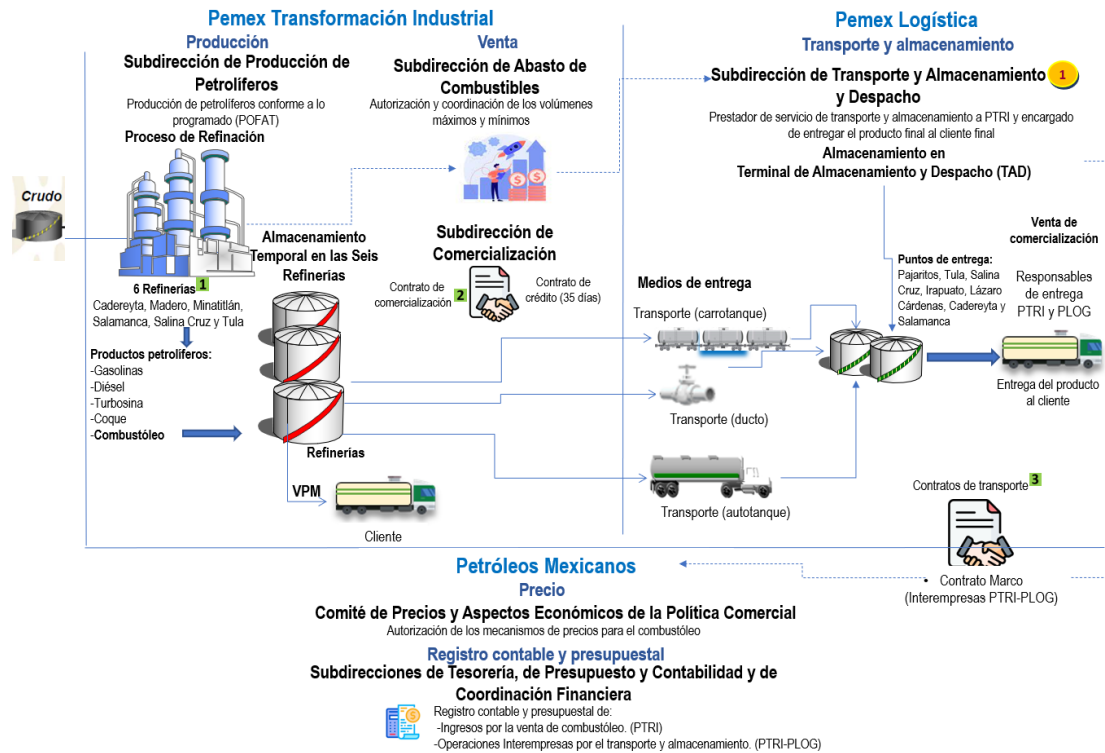 Pemex Transformación Industrial
Producción
Subdirección de Producción de
Petrolíferos
Producción de petrolíferos conforme a lo
programado (POFAT)
Proceso de Refinación
Crudo
6 Refinerías 1
Cadereyta, Madero, Minatitlán,
Salamanca, Salina Cruz y Tula
Productos petrolíferos:
-Gasolinas
-Diésel
-Turbosina
-Coque
-Combustóleo
Almacenamiento
Temporal en las Seis
Refinerías
Refinerías
VPM
Cliente
Venta
Subdirección de Abasto de
Combustibles
Autorización y coordinación de los volúmenes
máximos y mínimos
Subdirección de
Comercialización
Contrato de
comercialización 2
Contrato de
crédito (35 días)
Pemex Logística
Transporte y almacenamiento
Subdirección de Transporte y Almacenamiento 1
y Despacho
Prestador de servicio de transporte y almacenamiento a PTRI y encargado
de entregar el producto final al cliente final
Almacenamiento en
Terminal de Almacenamiento y Despacho (TAD)
Medios de entrega
Transporte (carrotanque)
Transporte (ducto)
Transporte (autotanque)
Puntos de entrega:
Pajaritos, Tula, Salina
Cruz, Irapuato, Lázaro
Cárdenas, Cadereyta y
Salamanca
Venta de
comercialización
Responsables
de entrega
PTRI y PLOG
Entrega del producto
al cliente
Contratos de transporte 3
• Contrato Marco
(Interempresas PTRI-PLOG)
Petróleos Mexicanos
Precio
Comité de Precios y Aspectos Económicos de la Política Comercial
Autorización de los mecanismos de precios para el combustóleo
Registro contable y presupuestal
Subdirecciones de Tesorería, de Presupuesto y Contabilidad y de
Coordinación Financiera
Registro contable y presupuestal de:
-Ingresos por la venta de combustóleo. (PTRI)
-Operaciones Interempresas por el transporte y almacenamiento. (PTRI-PLOG)